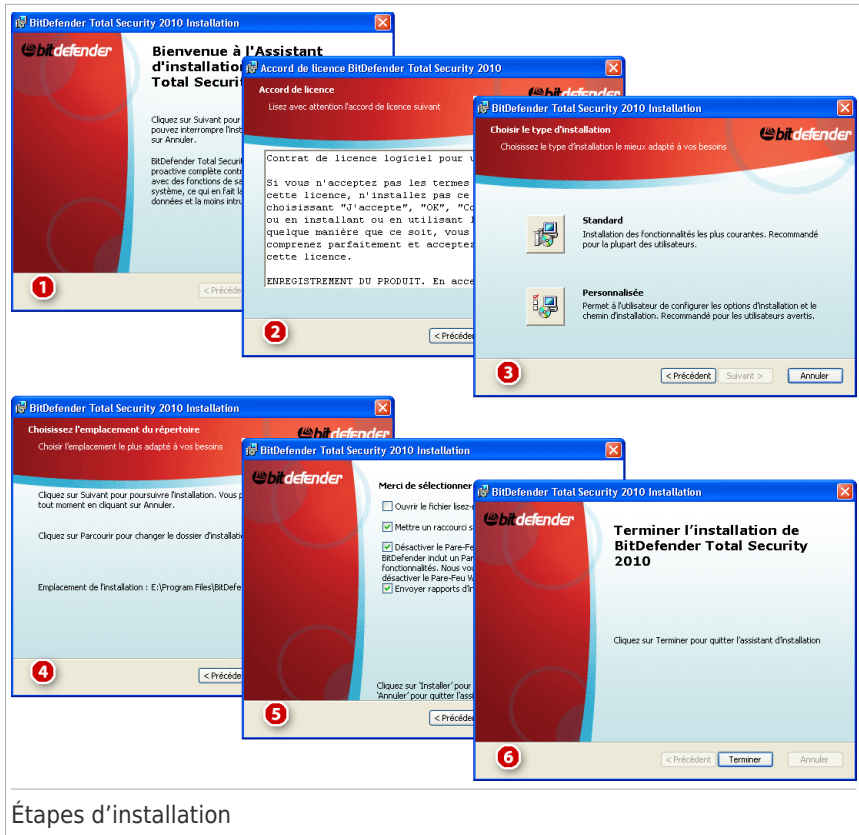 BitDefender Total Security 2010 Installation
bitdefender
Bienvenue à l'Assistant
d'installation
Total Securi
Cliquez sur Suivant pour
pouvez interrompre l'inst
sur Annuler.
BitDefender Total Securi
proactive complète contr
avec des fonctions de sa
système, ce qui en fait la
données et la moins intru
1
< Précéde
Accord de licence BitDefender Total Security 2010
Accord de licence
Lisez avec attention l'accord de licence suivant
bitdefender
Contrat de licence logiciel pour u
Si vous n'acceptez pas les termes
cette licence, n'installez pas ce
choisissant "J'accepte", "OK", "Co
ou en installant ou en utilisant l
quelque manière que ce soit, vous
comprenez parfaitement et acceptez
cette licence.
ENREGISTREMENT DU PRODUIT. En acce
2
< Précéder
BitDefender Total Security 2010 Installation
Choisir le type d'installation
Choisissez le type d'installation le mieux adapté à vos besoins
bitdefender
Standard
Installation des fonctionnalités les plus courantes. Recommandé
pour la plupart des utilisateurs.
Personnalisée
Permet à l'utilisateur de configurer les options d'installation et le
chemin d'installation. Recommandé pour les utilisateurs avertis.
3
< Précédent Suivant > Annuler
BitDefender Total Security 2010 Installation
Choisissez l'emplacement du répertoire
Choisir l'emplacement le plus adapté à vos besoins
bitdefender
Cliquez sur Suivant pour poursuivre l'installation. Vous p
tout moment en cliquant sur Annuler.
Cliquez sur Parcourir pour changer le dossier d'installati
Emplacement de l'installation : E:\Program Files\BitDefe
4
< Précéde
BitDefender Total Security 2010 Installation
bitdefender
Merci de sélectionner
Ouvrir le fichier lisez-
Mettre un raccourci s
Désactiver le Pare-Fe
BitDefender inclut un Par
fonctionnalités. Nous vou
désactiver le Pare-Feu W
Envoyer rapports d'i
Cliquez sur 'Installer' pour
'Annuler' pour quitter l'assi
5
< Précéder
BitDefender Total Security 2010 Installation
bitdefender
Terminer l'installation de
BitDefender Total Security
2010
Cliquez sur Terminer pour quitter l'assistant d'installation
6
< Précédent Terminer Annuler
Étapes d'installation